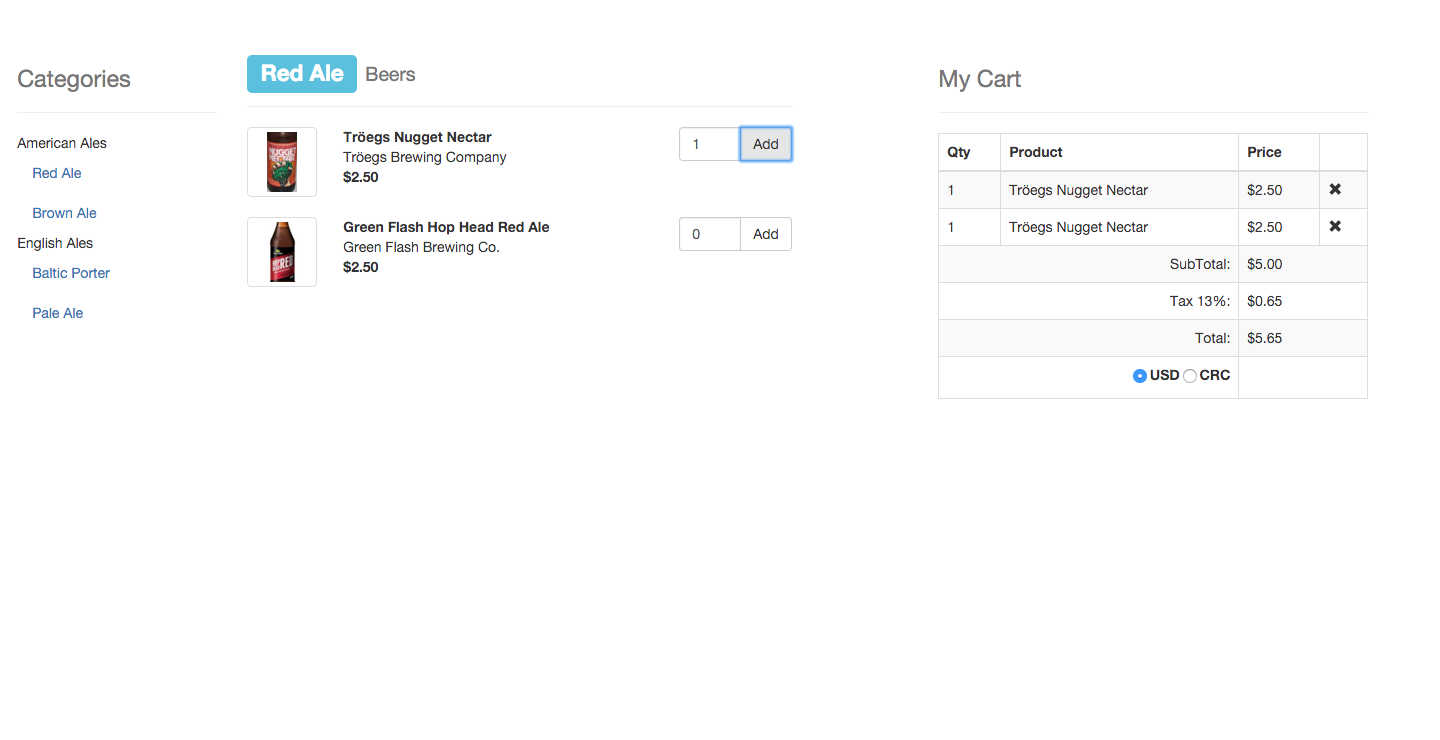 Categories
American Ales
Red Ale
Brown Ale
English Ales
Baltic Porter
Pale Ale
Red Ale Beers
NUGGET
NECTAR
Tröegs Nugget Nectar
Tröegs Brewing Company
$2.50
1 Add
RED
Green Flash Hop Head Red Ale
Green Flash Brewing Co.
$2.50
0 Add
My Cart
Qty Product Price
1 Tröegs Nugget Nectar $2.50 ✖
1 Tröegs Nugget Nectar $2.50 ✖
SubTotal: $5.00
Tax 13%: $0.65
Total: $5.65
USD CRC